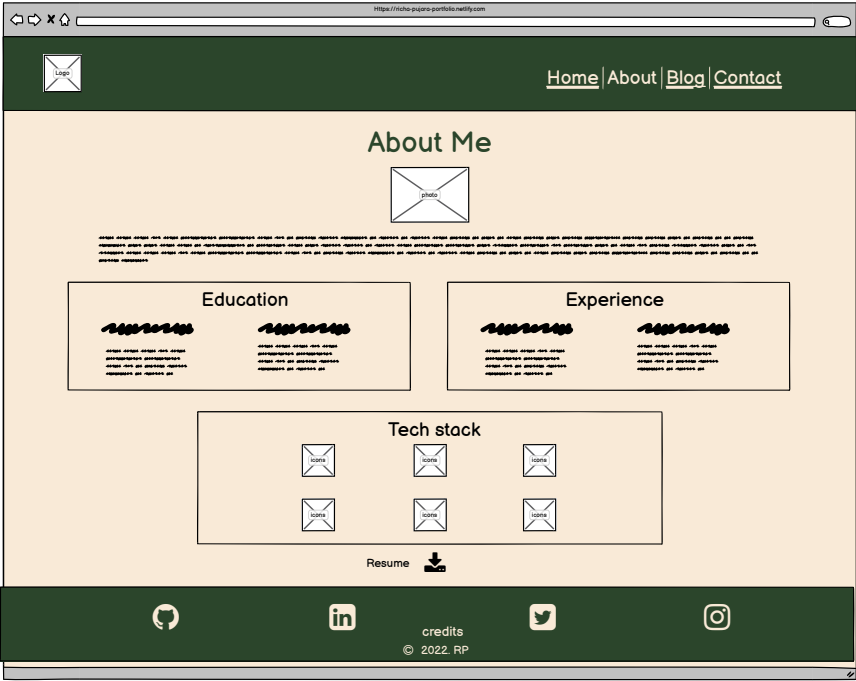 Https://richa-pujara-portfolio.netlify.com
Logo
Home About Blog Contact
About Me
photo
Education
Experience
Tech stack
icons icons icons
icons icons icons
Resume
credits
© 2022. RP